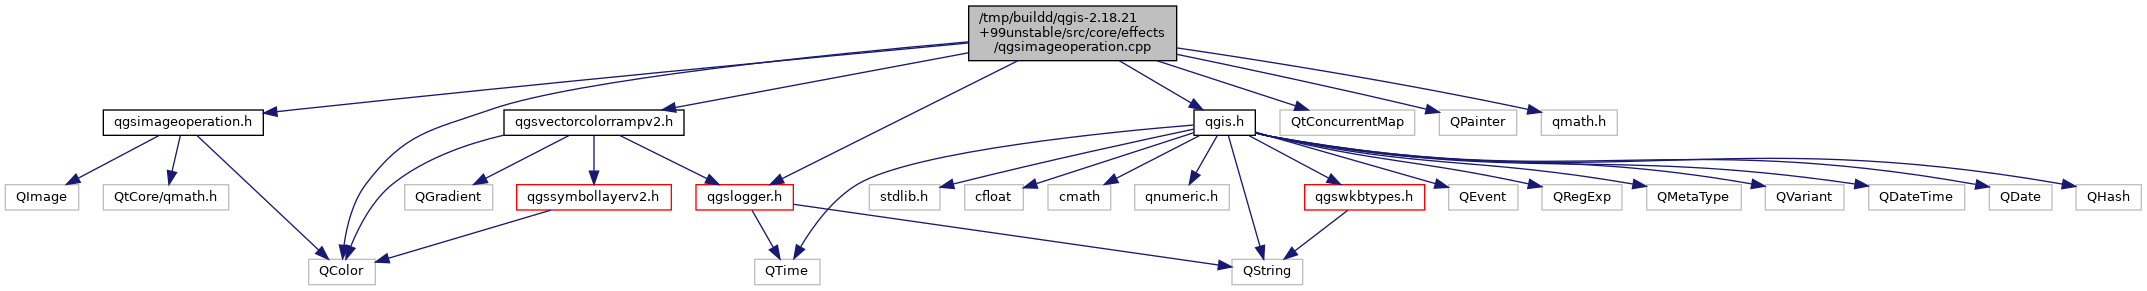 /tmp/buildd/qgis-2.18.21
+99unstable/src/core/effects
/qgsimageoperation.cpp
qgsimageoperation.h
qgsvectorcolorrampv2.h
qgis.h
QtConcurrentMap
QPainter
qmath.h
QImage
QtCore/qmath.h
QGradient
qgssymbollayerv2.h
qgslogger.h
stdlib.h
cfloat
cmath
qnumeric.h
qgswkbtypes.h
QEvent
QRegExp
QMetaType
QVariant
QDateTime
QDate
QHash
QColor
QTime
QString